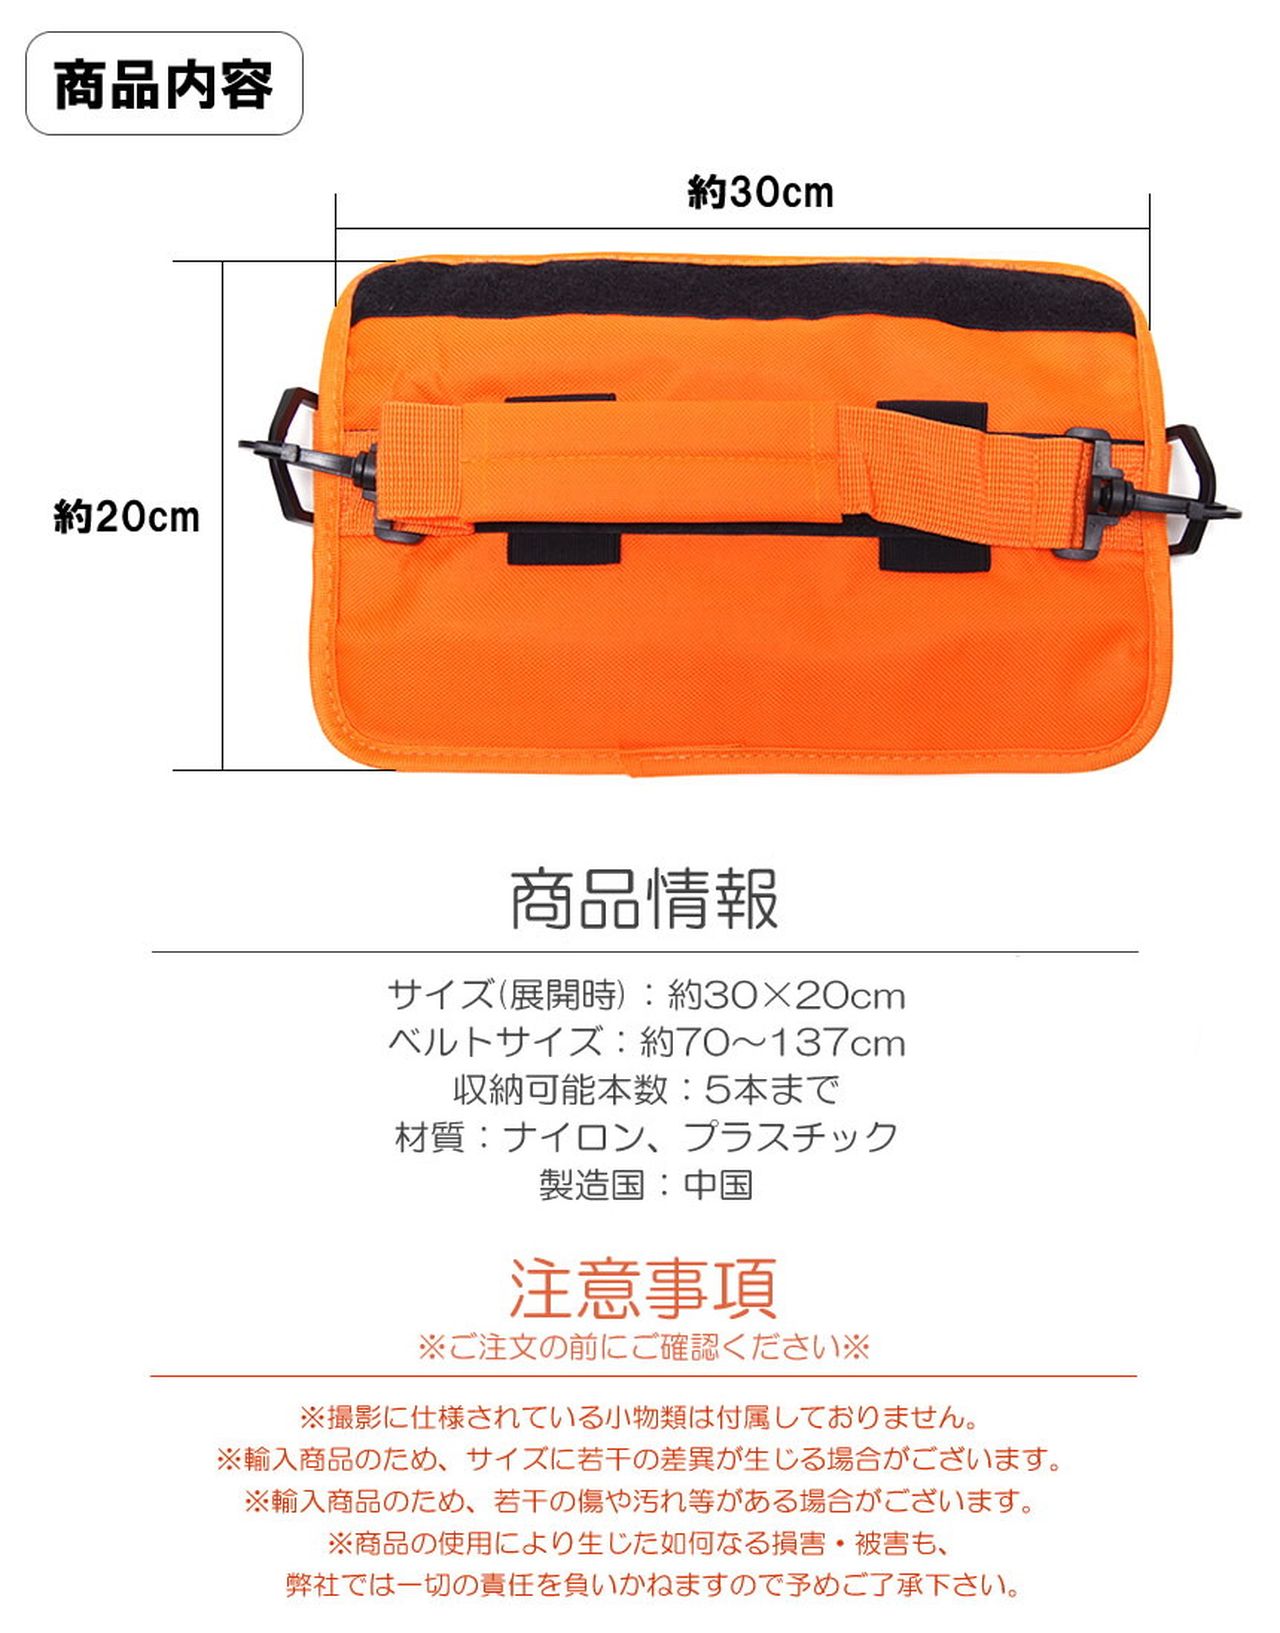 商品内容
約30cm
約20cm
商品情報
サイズ(展開時)：約30×20cm
ベルトサイズ：約70～137cm
収納可能本数：5本まで
材質：ナイロン、プラスチック
製造国：中国
注意事項
※ご注文の前にご確認ください※
※撮影に仕様されている小物類は付属しておりません。
※輸入商品のため、サイズに若干の差異が生じる場合がございます。
※輸入商品のため、若干の傷や汚れ等がある場合がございます。
※商品の使用により生じた如何なる損害・被害も、
弊社では一切の責任を負いかねますので予めご了承下さい。